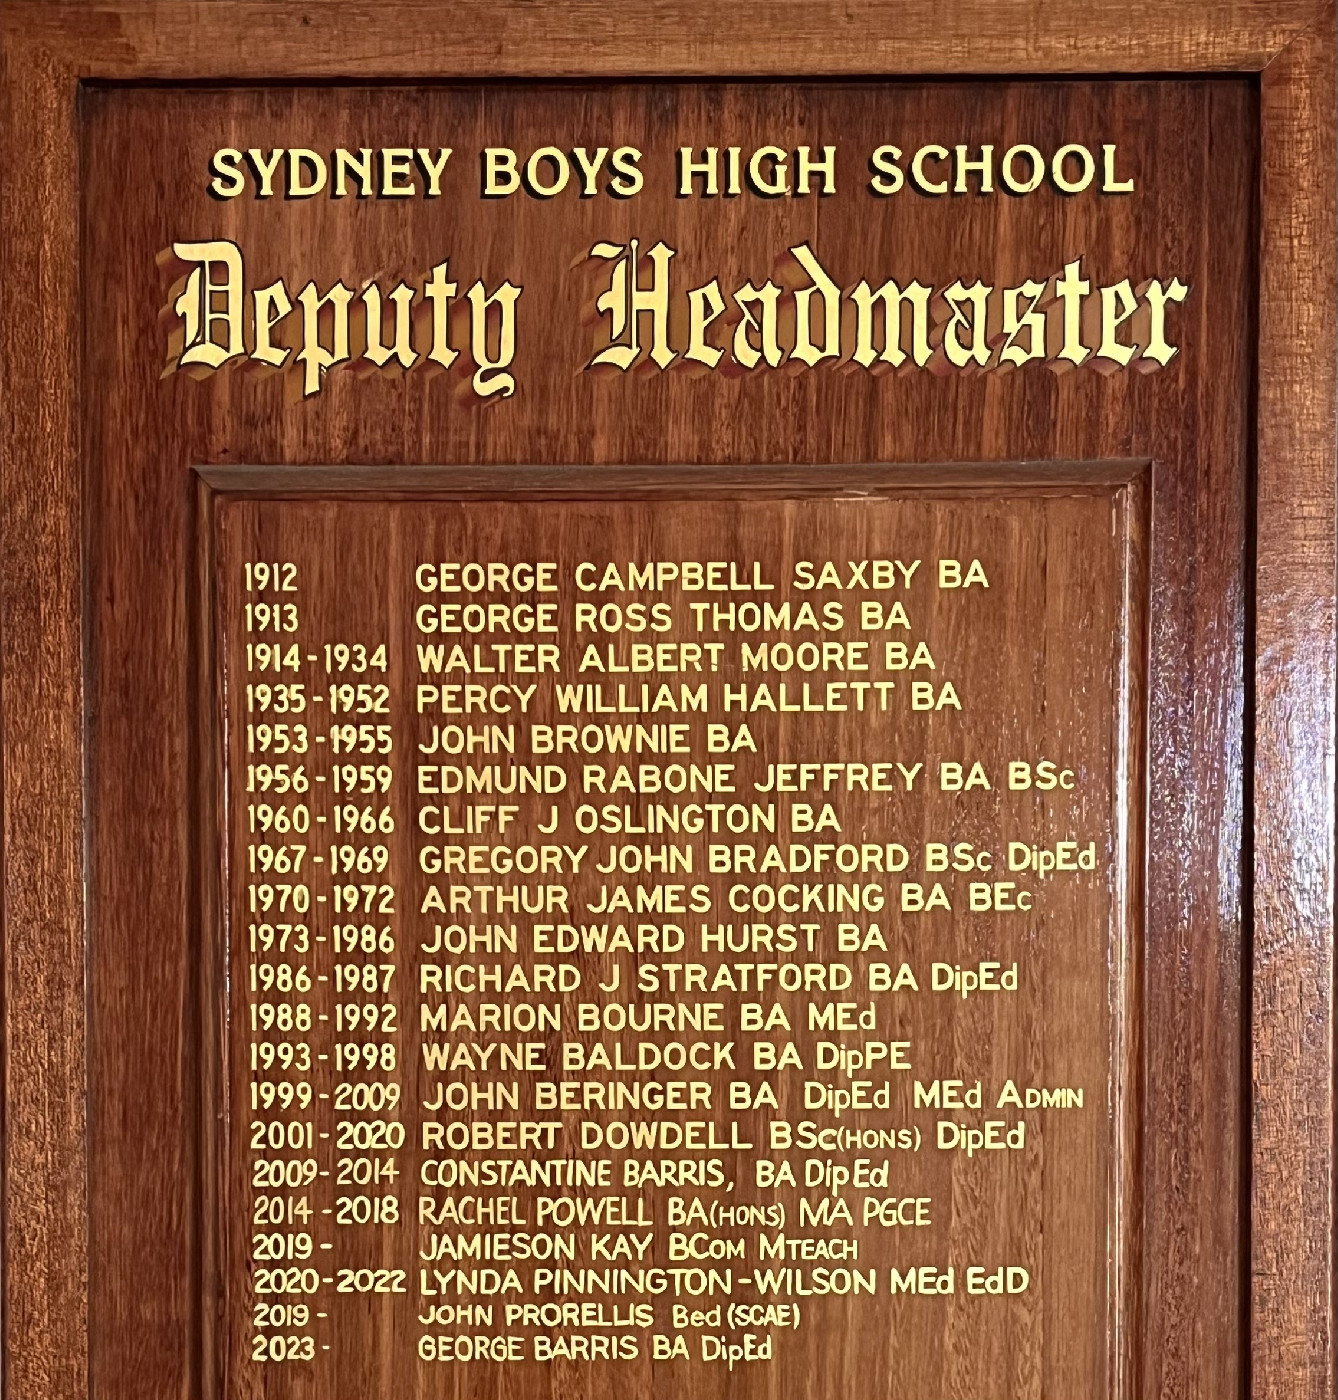 SYDNEY BOYS HIGH SCHOOL
Deputy Headmaster
1912 GEORGE CAMPBELL SAXBY BA
1913 GEORGE ROSS THOMAS BA
1914-1934 WALTER ALBERT MOORE BA
1935-1952 PERCY WILLIAM HALLETT BA
1953-1955 JOHN BROWNIE BA
1956-1959 EDMUND RABONE JEFFREY BA BSc
1960-1966 CLIFF J OSLINGTON BA
1967-1969 GREGORY JOHN BRADFORD BSc DipEd
1970-1972 ARTHUR JAMES COCKING BA BEc
1973-1986 JOHN EDWARD HURST BA
1986-1987 RICHARD J STRATFORD BA DipEd
1988-1992 MARION BOURNE BA MEd
1993-1998 WAYNE BALDOCK BA DipPE
1999-2009 JOHN BERINGER BA DipEd MEd ADMIN
2001-2020 ROBERT DOWDELL BSc(HONS) DipEd
2009-2014 CONSTANTINE BARRIS, BA DipEd
2014-2018 RACHEL POWELL BA(HONS) MA PGCE
2019- JAMIESON KAY BCOM MTEACH
2020-2022 LYNDA PINNINGTON-WILSON MEd EdD
2019- JOHN PRORELLIS Bed (SCAE)
2023- GEORGE BARRIS BA DipEd